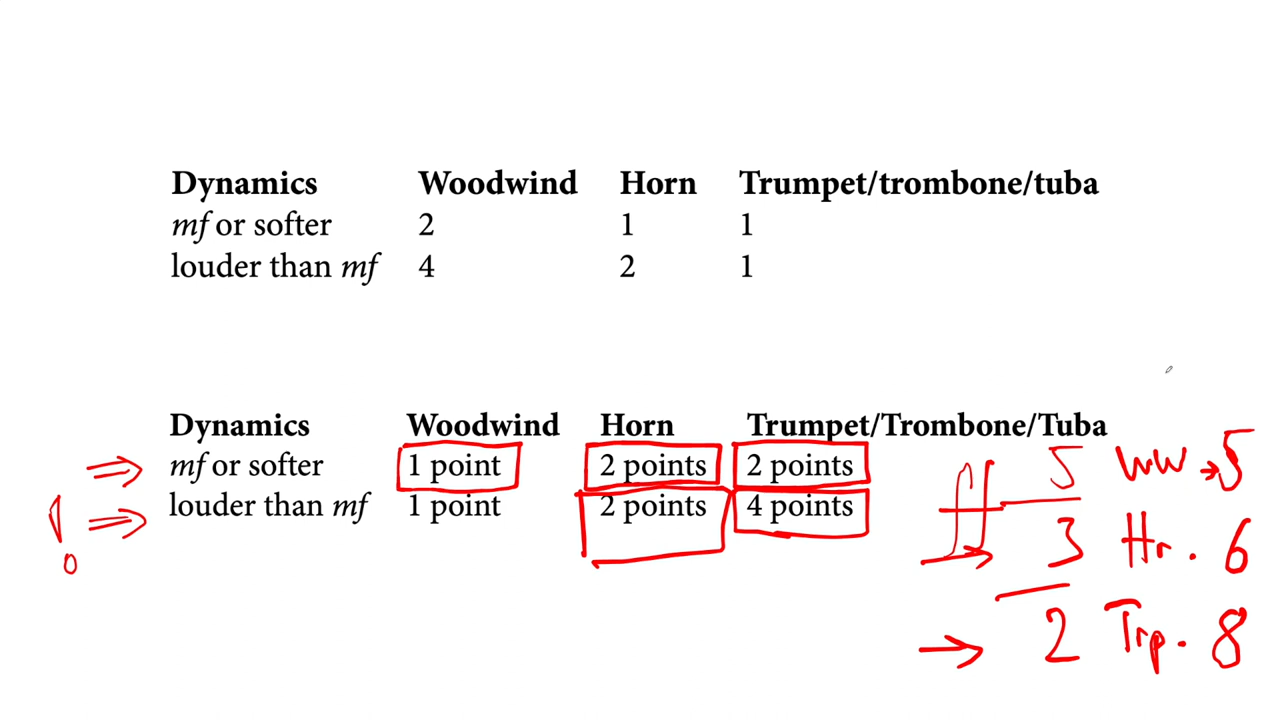 Dynamics Woodwind Horn Trumpet/trombone/tuba
mf or softer 2 1 1
louder than mf 4 2 1
Dynamics Woodwind Horn Trumpet/Trombone/Tuba
mf or softer 1 point 2 points 2 points
louder than mf 1 point 2 points 4 points
ff
5 WW → 5
3 Hr. 6
2 Trp. 8